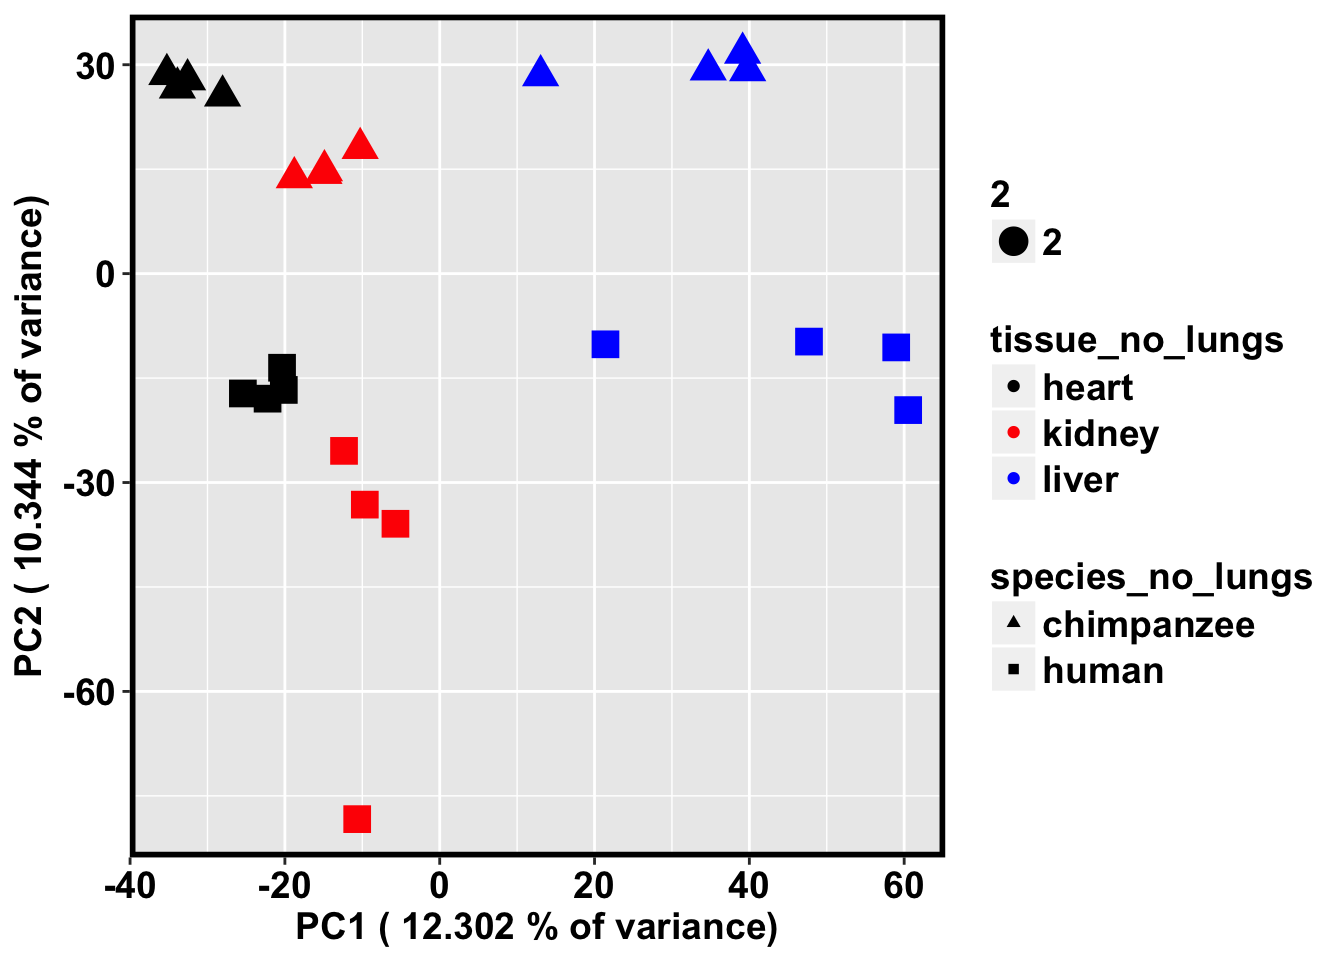 30
0
-30
-60
PC2 ( 10.344 % of variance)
-40 -20 0 20 40 60
PC1 ( 12.302 % of variance)
2
2
tissue_no_lungs
heart
kidney
liver
species_no_lungs
chimpanzee
human